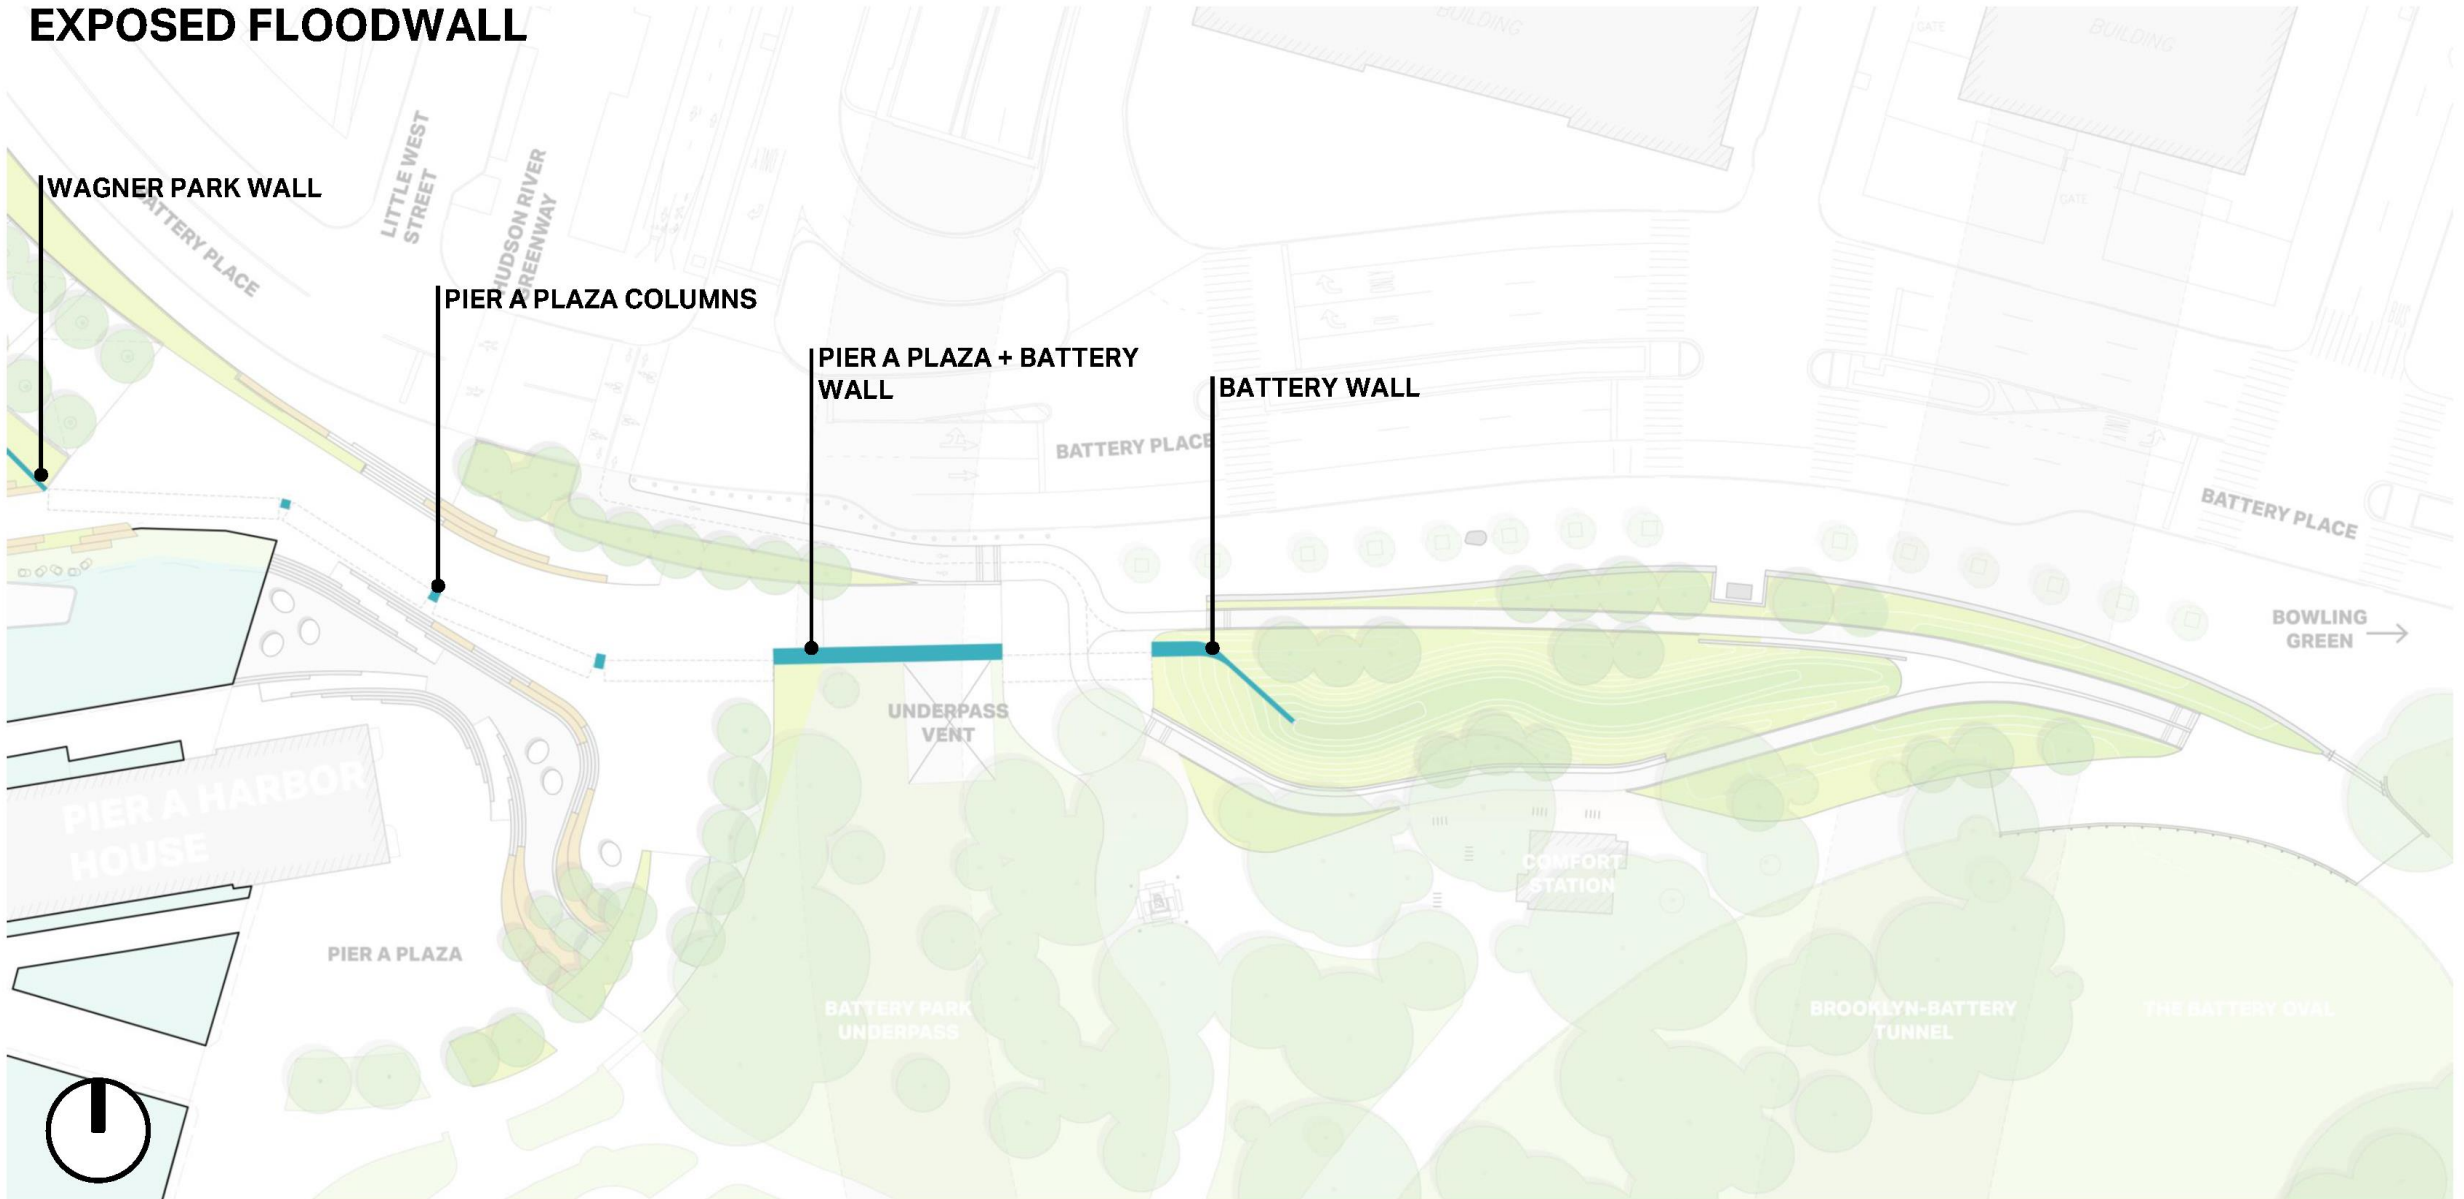 EXPOSED FLOODWALL
BUILDING
GATE
BUILDING
LITTLE WEST
STREET
HUDSON RIVER
GREENWAY
WAGNER PARK WALL
BATTERY PLACE
GATE
PIER A PLAZA COLUMNS
PIER A PLAZA + BATTERY
WALL
BATTERY WALL
BATTERY PLACE
BATTERY PLACE
BOWLING
GREEN
UNDERPASS
VENT
PIER A HARBOR
HOUSE
COMFORT
STATION
PIER A PLAZA
BATTERY PARK
UNDERPASS
BROOKLYN-BATTERY
TUNNEL
THE BATTERY OVAL